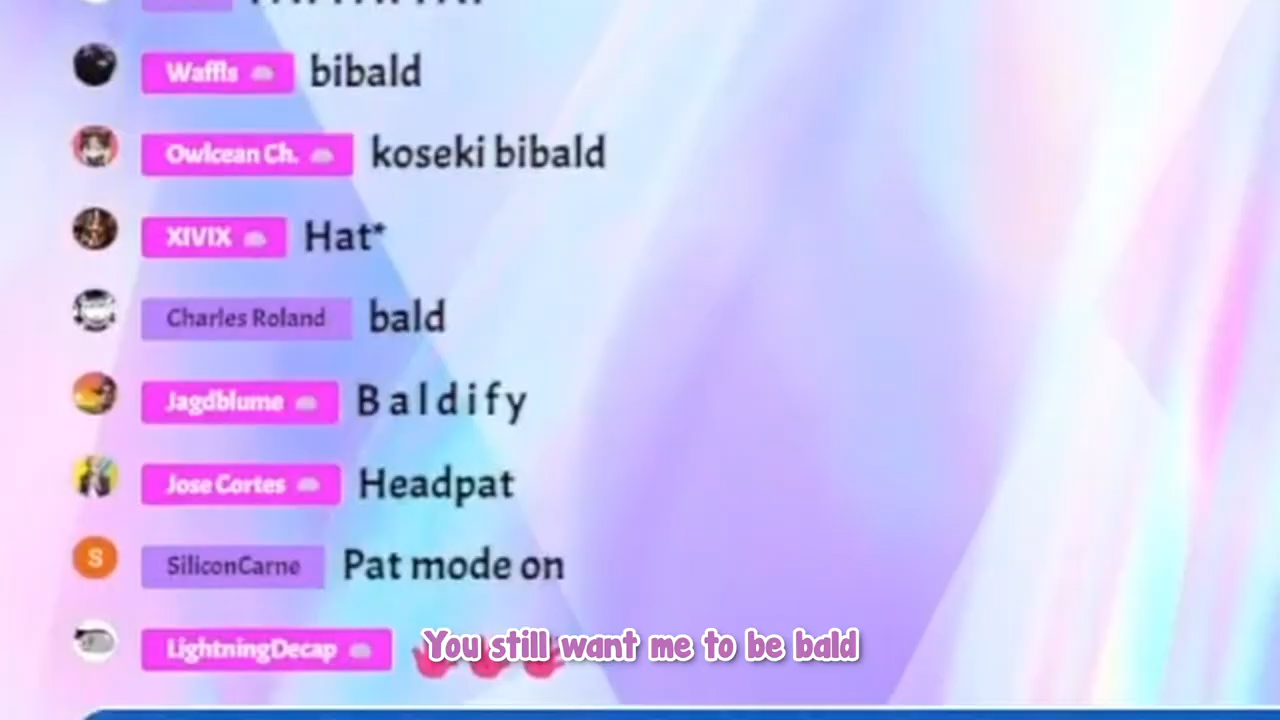 Waffls bibald
Owlcean Ch. koseki bibald
XIVIX Hat*
Charles Roland bald
Jagdblume B a l d i f y
Jose Cortes Headpat
S SiliconCarne Pat mode on
LightningDecap You still want me to be bald